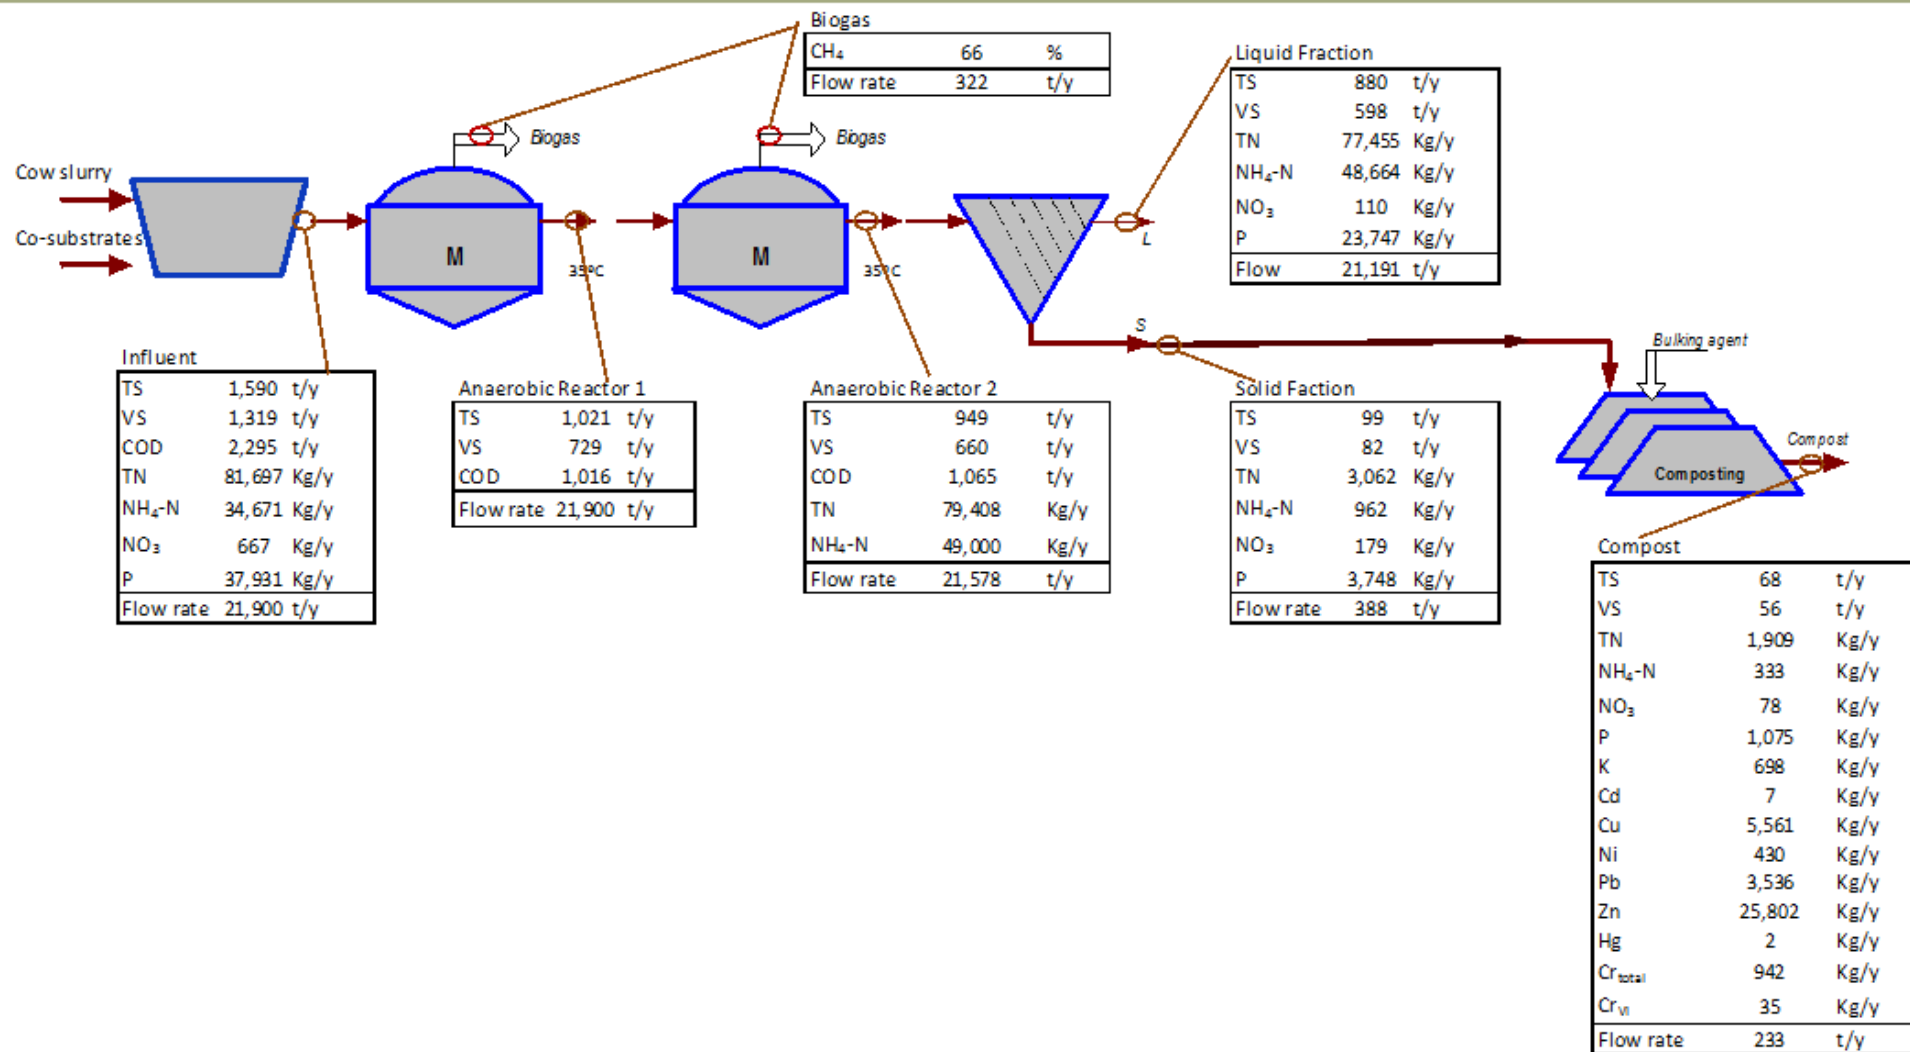 Biogas
CH₄ 66 %
Flow rate 322 t/y
Liquid Fraction
TS 880 t/y
VS 598 t/y
TN 77,455 Kg/y
NH₄-N 48,664 Kg/y
NO₃ 110 Kg/y
P 23,747 Kg/y
Flow 21,191 t/y
Biogas
Biogas
Cow slurry
Co-substrates
M
35ºC
M
35ºC
L
S
Bulking agent
Composting
Compost
Influent
TS 1,590 t/y
VS 1,319 t/y
COD 2,295 t/y
TN 81,697 Kg/y
NH₄-N 34,671 Kg/y
NO₃ 667 Kg/y
P 37,931 Kg/y
Flow rate 21,900 t/y
Anaerobic Reactor 1
TS 1,021 t/y
VS 729 t/y
COD 1,016 t/y
Flow rate 21,900 t/y
Anaerobic Reactor 2
TS 949 t/y
VS 660 t/y
COD 1,065 t/y
TN 79,408 Kg/y
NH₄-N 49,000 Kg/y
Flow rate 21,578 t/y
Solid Faction
TS 99 t/y
VS 82 t/y
TN 3,062 Kg/y
NH₄-N 962 Kg/y
NO₃ 179 Kg/y
P 3,748 Kg/y
Flow rate 388 t/y
Compost
TS 68 t/y
VS 56 t/y
TN 1,909 Kg/y
NH₄-N 333 Kg/y
NO₃ 78 Kg/y
P 1,075 Kg/y
K 698 Kg/y
Cd 7 Kg/y
Cu 5,561 Kg/y
Ni 430 Kg/y
Pb 3,536 Kg/y
Zn 25,802 Kg/y
Hg 2 Kg/y
Cr total 942 Kg/y
Cr VI 35 Kg/y
Flow rate 233 t/y